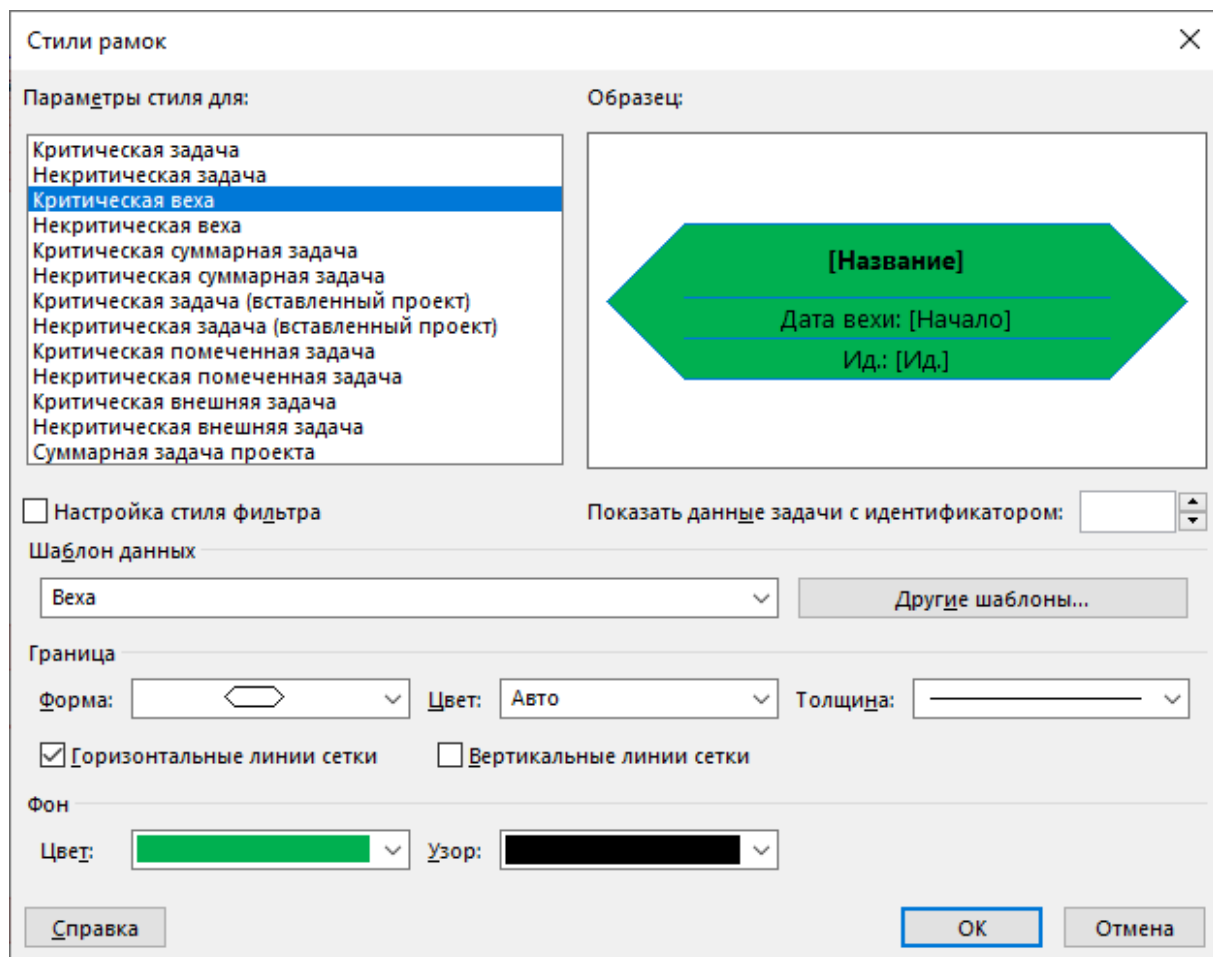 Стили рамок
Параметры стиля для:
Образец:
Критическая задача
Некритическая задача
Критическая веха
Некритическая веха
Критическая суммарная задача
Некритическая суммарная задача
Критическая задача (вставленный проект)
Некритическая задача (вставленный проект)
Критическая помеченная задача
Некритическая помеченная задача
Критическая внешняя задача
Некритическая внешняя задача
Суммарная задача проекта
[Название]
Дата вехи: [Начало]
Ид.: [Ид.]
Настройка стиля фильтра
Показать данные задачи с идентификатором:
Шаблон данных
Веха
Другие шаблоны...
Граница
Форма:
Цвет: Авто
Толщина:
Горизонтальные линии сетки
Вертикальные линии сетки
Фон
Цвет:
Узор:
Справка
ОК
Отмена